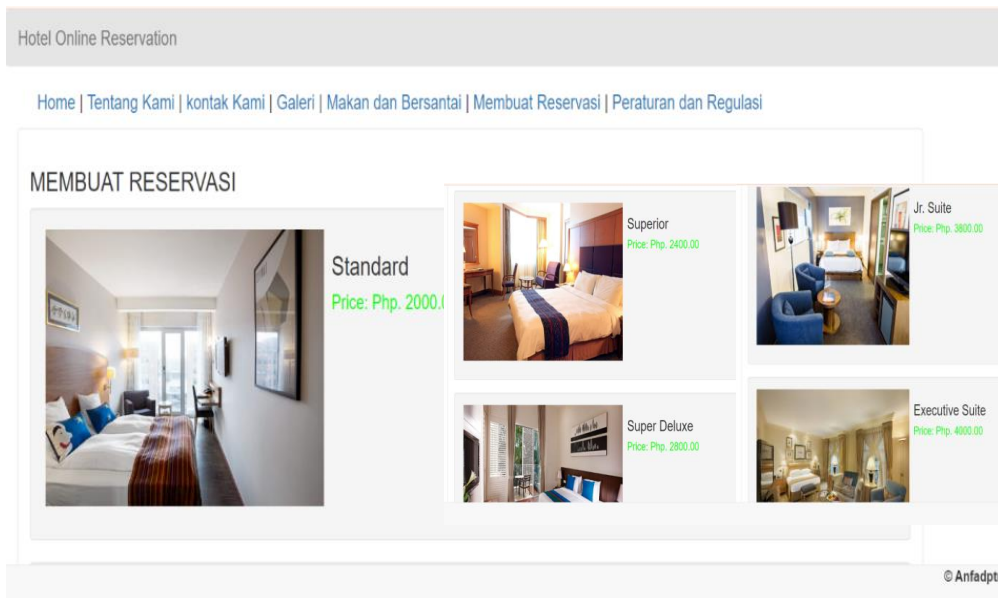 Hotel Online Reservation
Home | Tentang Kami | kontak Kami | Galeri | Makan dan Bersantai | Membuat Reservasi | Peraturan dan Regulasi
MEMBUAT RESERVASI
Standard
Price: Php. 2000.
Superior
Price: Php. 2400.00
Super Deluxe
Price: Php. 2800.00
Jr. Suite
Price: Php. 3800.00
Executive Suite
Price: Php. 4000.00
© Anfadpt